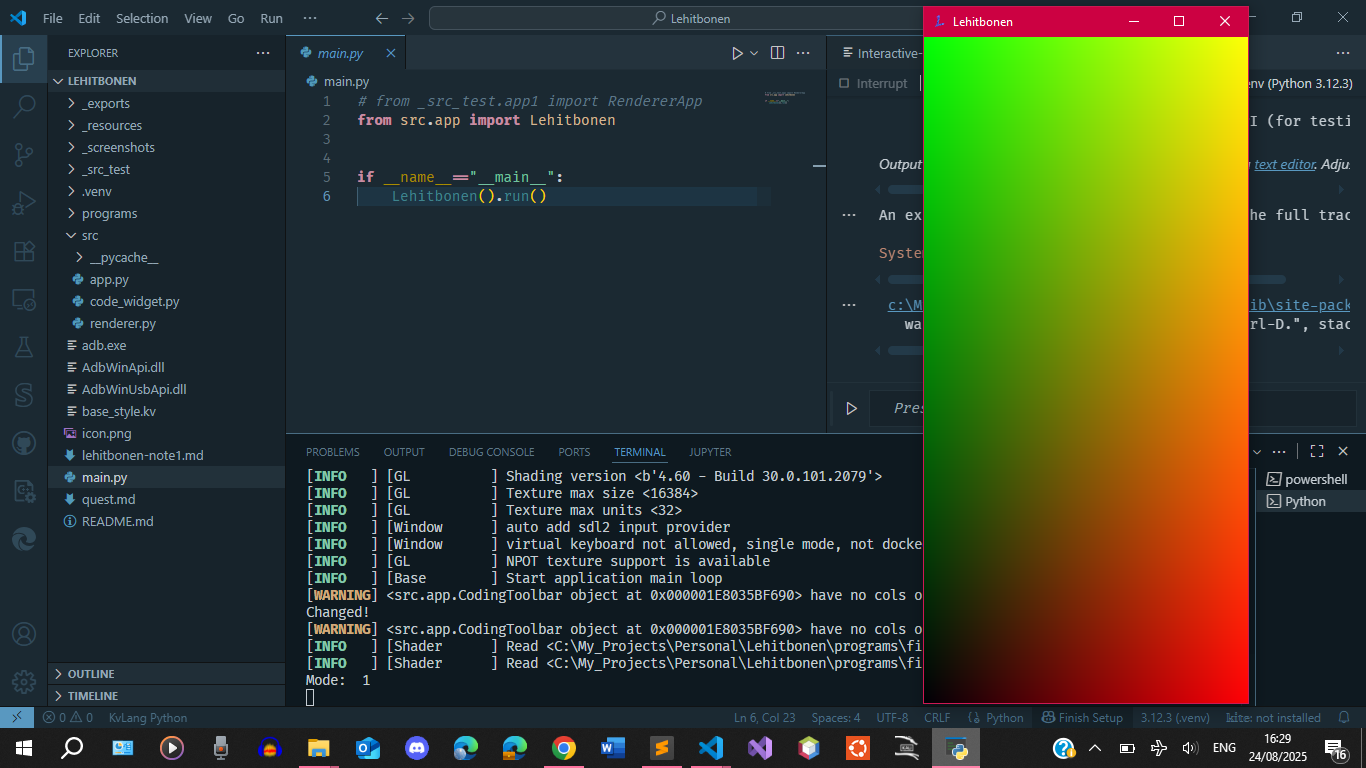 File Edit Selection View Go Run ···
Lehitbonen
EXPLORER
LEHITBONEN
_exports
_resources
_screenshots
_src_test
.venv
programs
src
__pycache__
app.py
code_widget.py
renderer.py
adb.exe
AdbWinApi.dll
AdbWinUsbApi.dll
base_style.kv
icon.png
lehitbonen-note1.md
main.py
quest.md
README.md
OUTLINE
TIMELINE
main.py
main.py
1 # from _src_test.app1 import RendererApp
2 from src.app import Lehitbonen
3
4
5 if __name__=="__main__":
6 Lehitbonen().run()
Interactive-
Interrupt
env (Python 3.12.3)
I (for testi
Output
text editor. Adju
An ex
he full trac
System
c:\M
ib\site-pack
wa
rl-D.", stac
Pres
Lehitbonen
PROBLEMS OUTPUT DEBUG CONSOLE PORTS TERMINAL JUPYTER
[INFO   ] [GL          ] Shading version <b'4.60 - Build 30.0.101.2079'>
[INFO   ] [GL          ] Texture max size <16384>
[INFO   ] [GL          ] Texture max units <32>
[INFO   ] [Window      ] auto add sdl2 input provider
[INFO   ] [Window      ] virtual keyboard not allowed, single mode, not docke
[INFO   ] [GL          ] NPOT texture support is available
[INFO   ] [Base        ] Start application main loop
[WARNING] <src.app.CodingToolbar object at 0x000001E8035BF690> have no cols o
Changed!
[WARNING] <src.app.CodingToolbar object at 0x000001E8035BF690> have no cols o
[INFO   ] [Shader      ] Read <C:\My_Projects\Personal\Lehitbonen\programs\fi
[INFO   ] [Shader      ] Read <C:\My_Projects\Personal\Lehitbonen\programs\fi
Mode:  1
powershell
Python
0 0 KvLang Python
Ln 6, Col 23 Spaces: 4 UTF-8 CRLF Python Finish Setup 3.12.3 (.venv) kite: not installed
ENG
16:29
24/08/2025
16